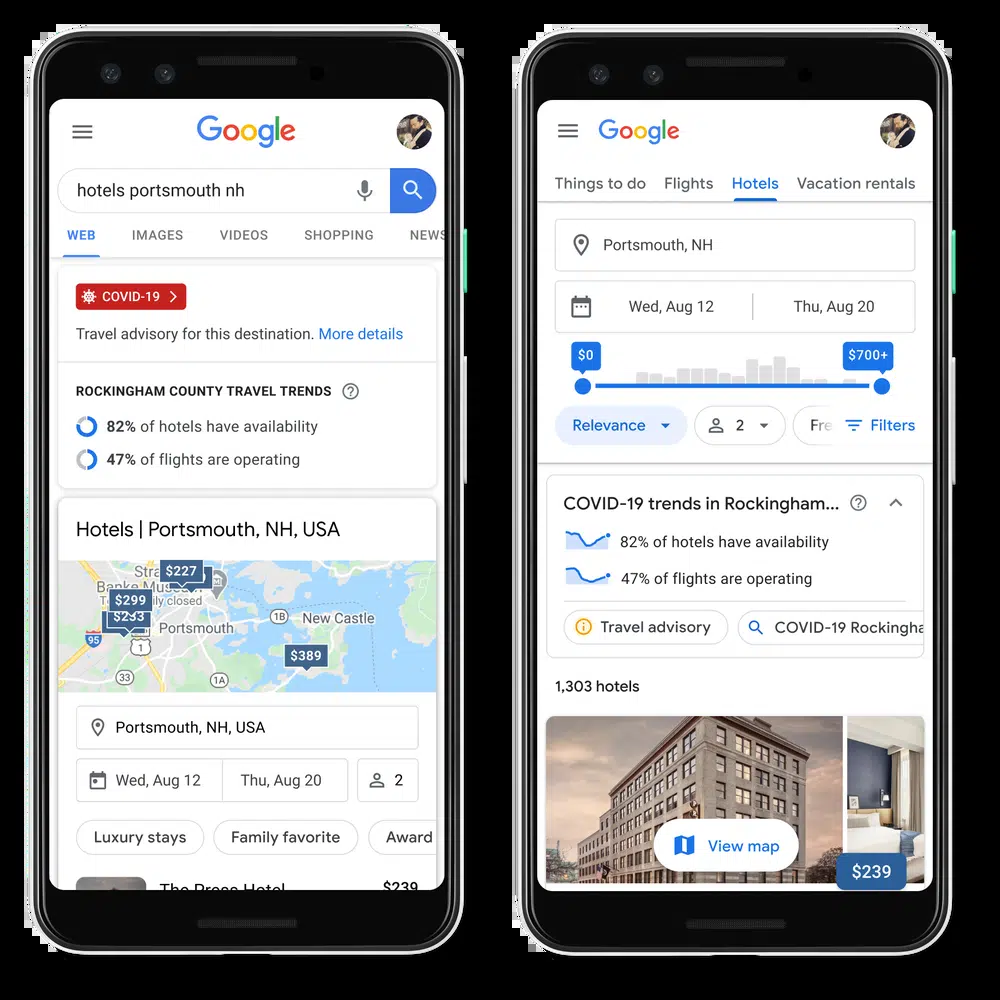 Google
hotels portsmouth nh
WEB IMAGES VIDEOS SHOPPING NEWS
COVID-19
Travel advisory for this destination. More details
ROCKINGHAM COUNTY TRAVEL TRENDS ?
82% of hotels have availability
47% of flights are operating
Hotels | Portsmouth, NH, USA
$227
$299
$233
Portsmouth
1B
New Castle
95
1
$389
33
1A
Portsmouth, NH, USA
Wed, Aug 12 Thu, Aug 20 2
Luxury stays Family favorite Award
The Press Hotel $239
Google
Things to do Flights Hotels Vacation rentals
Portsmouth, NH
Wed, Aug 12 Thu, Aug 20
$0 $700+
Relevance 2 Fre Filters
COVID-19 trends in Rockingham... ?
82% of hotels have availability
47% of flights are operating
Travel advisory COVID-19 Rockingha
1,303 hotels
View map
$239